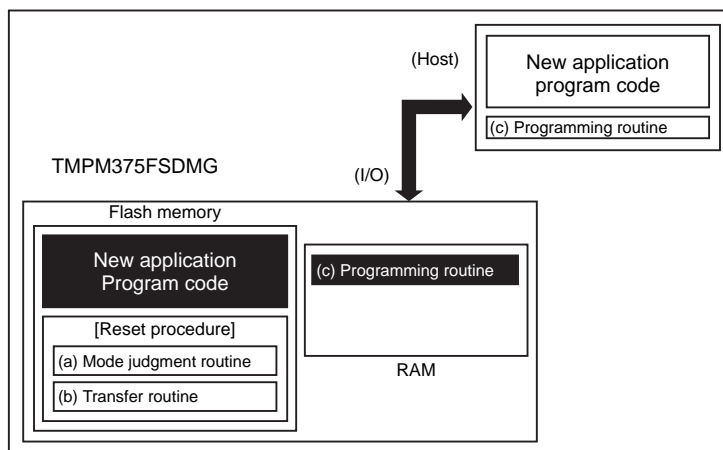 (Host)
New application
program code
(c) Programming routine
TMPM375FSDMG
(I/O)
Flash memory
New application
Program code
[Reset procedure]
(a) Mode judgment routine
(b) Transfer routine
(c) Programming routine
RAM